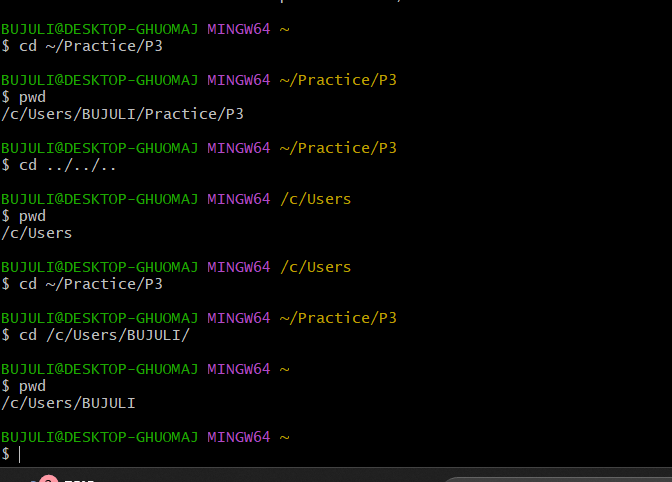 BUJULI@DESKTOP-GHUOMAJ MINGW64 ~
$ cd ~/Practice/P3
BUJULI@DESKTOP-GHUOMAJ MINGW64 ~/Practice/P3
$ pwd
/c/Users/BUJULI/Practice/P3
BUJULI@DESKTOP-GHUOMAJ MINGW64 ~/Practice/P3
$ cd ../../..
BUJULI@DESKTOP-GHUOMAJ MINGW64 /c/Users
$ pwd
/c/Users
BUJULI@DESKTOP-GHUOMAJ MINGW64 /c/Users
$ cd ~/Practice/P3
BUJULI@DESKTOP-GHUOMAJ MINGW64 ~/Practice/P3
$ cd /c/Users/BUJULI/
BUJULI@DESKTOP-GHUOMAJ MINGW64 ~
$ pwd
/c/Users/BUJULI
BUJULI@DESKTOP-GHUOMAJ MINGW64 ~
$